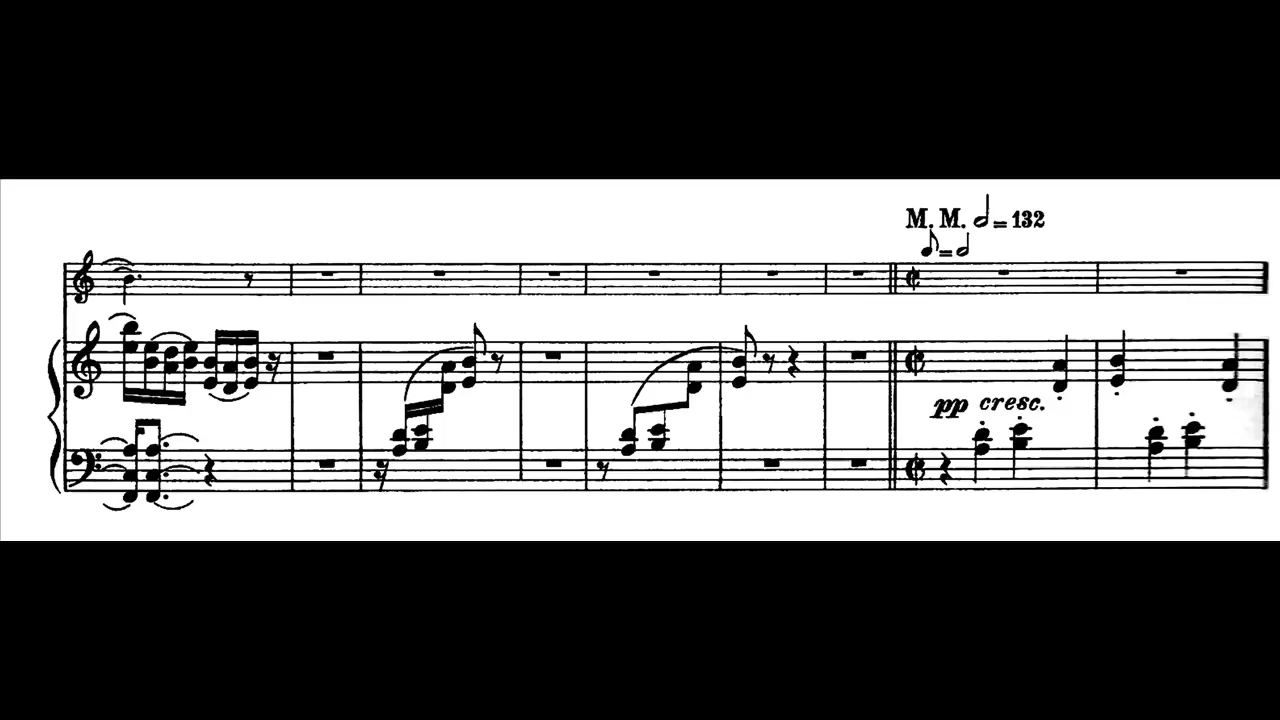 M. M. 𝅗𝅥 = 132
♪ = 𝅗𝅥
pp cresc.